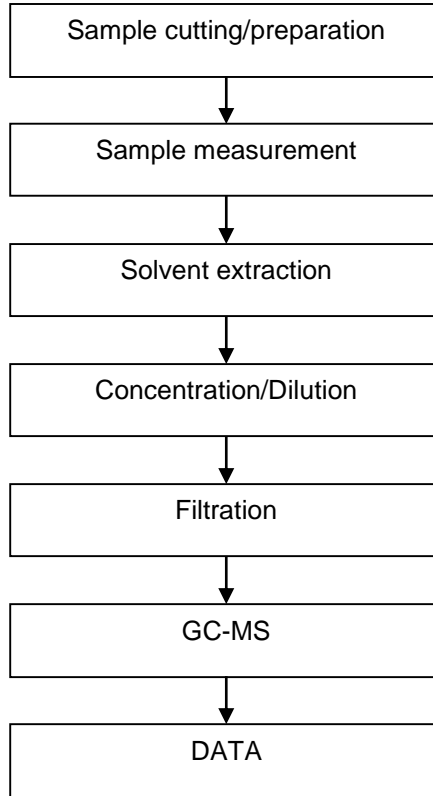 Sample cutting/preparation
Sample measurement
Solvent extraction
Concentration/Dilution
Filtration
GC-MS
DATA